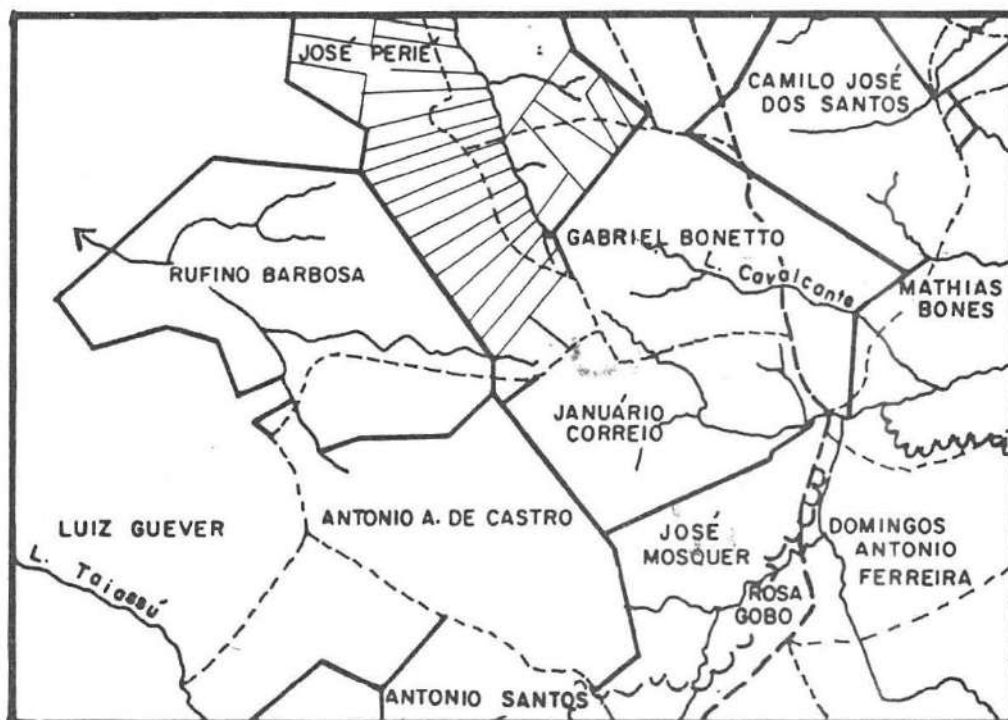 JOSÉ PERIÉ
CAMILO JOSÉ
DOS SANTOS
GABRIEL BONETTO
RUFINO BARBOSA
Cavalcante
MATHIAS
BONES
JANUÁRIO
CORREIO
LUIZ GUEVER
ANTONIO A. DE CASTRO
JOSÉ
MOSQUER
DOMINGOS
ANTONIO
FERREIRA
L. Taiassú
ROSA
GOBO
ANTONIO SANTOS